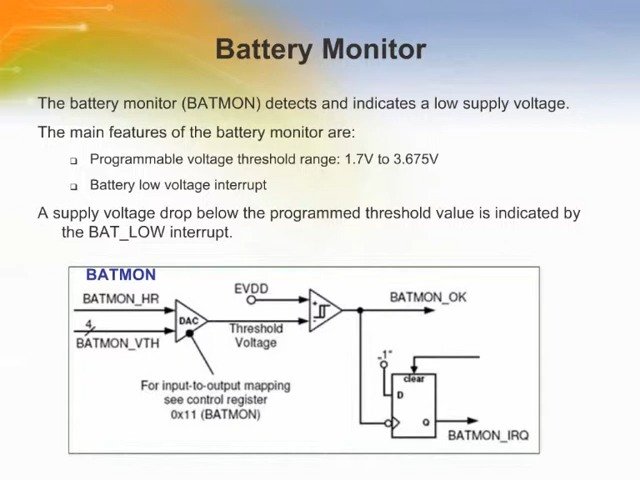 Battery Monitor
The battery monitor (BATMON) detects and indicates a low supply voltage.
The main features of the battery monitor are:
Programmable voltage threshold range: 1.7V to 3.675V
Battery low voltage interrupt
A supply voltage drop below the programmed threshold value is indicated by
the BAT_LOW interrupt.
BATMON
BATMON_HR
EVDD
BATMON_OK
4
DAC
+
-
BATMON_VTH
Threshold
Voltage
„1"
clear
D
Q
For input-to-output mapping
see control register
0x11 (BATMON)
BATMON_IRQ